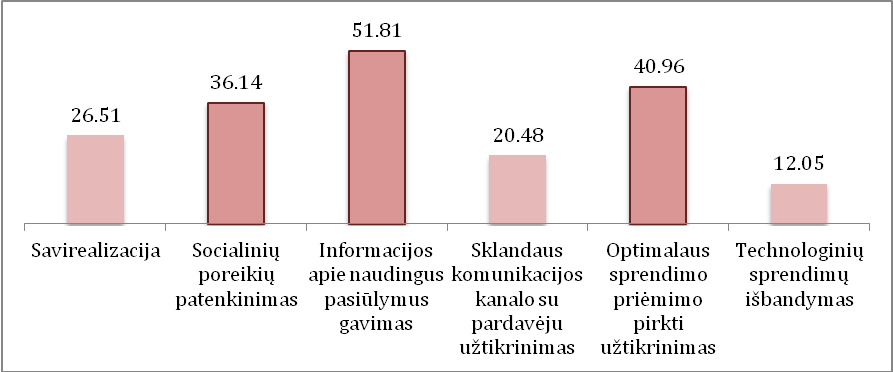 26.51
36.14
51.81
20.48
40.96
12.05
Savirealizacija
Socialinių
poreikių
patenkinimas
Informacijos
apie naudingus
pasiūlymus
gavimas
Sklandaus
komunikacijos
kanalo su
pardavėju
užtikrinimas
Optimalaus
sprendimo
priėmimo
pirkti
užtikrinimas
Technologinių
sprendimų
išbandymas